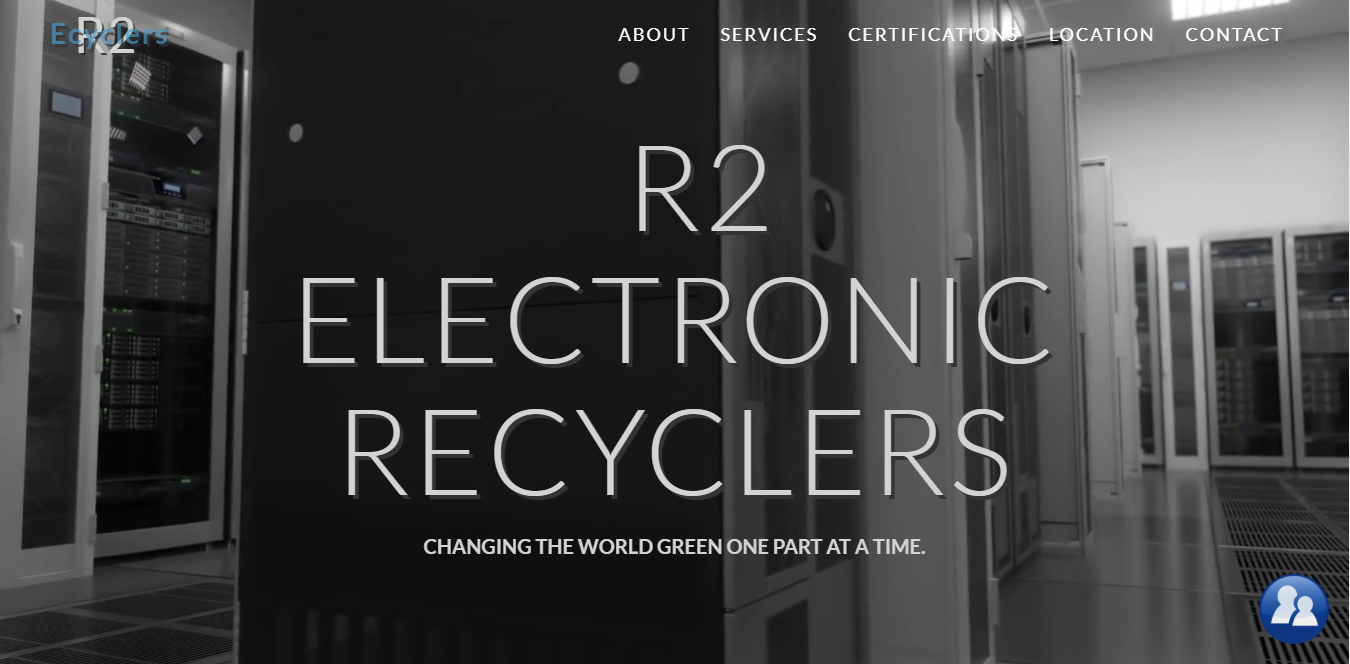 R2
Ecyclers
ABOUT SERVICES CERTIFICATIONS LOCATION CONTACT
R2
ELECTRONIC
RECYCLERS
CHANGING THE WORLD GREEN ONE PART AT A TIME.